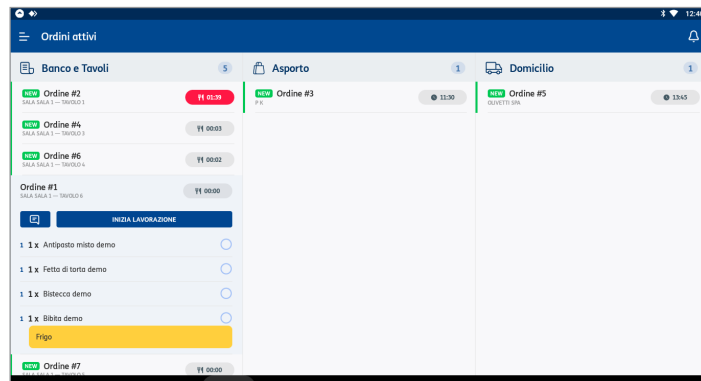 12:40
Ordini attivi
Banco e Tavoli 5
NEW Ordine #2
SALA SALA 1 — TAVOLO 1
01:39
NEW Ordine #4
SALA SALA 1 — TAVOLO 3
00:03
NEW Ordine #6
SALA SALA 1 — TAVOLO 4
00:02
Ordine #1
SALA SALA 1 — TAVOLO 6
00:00
INIZIA LAVORAZIONE
1 1 x Antipasto misto demo
1 1 x Fetta di torta demo
1 1 x Bistecca demo
1 1 x Bibita demo
Frigo
NEW Ordine #7
00:00
Asporto 1
NEW Ordine #3
P K
11:30
Domicilio 1
NEW Ordine #5
OLIVETTI SPA
13:45